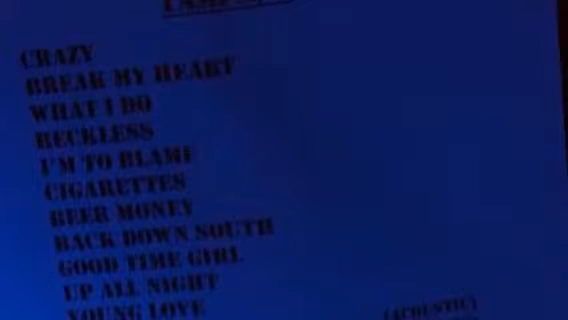 CRAZY
BREAK MY HEART
WHAT I DO
RECKLESS
I'M TO BLAME
CIGARETTES
BEER MONEY
BACK DOWN SOUTH
GOOD TIME GIRL
UP ALL NIGHT
YOUNG LOVE
(ACOUSTIC)